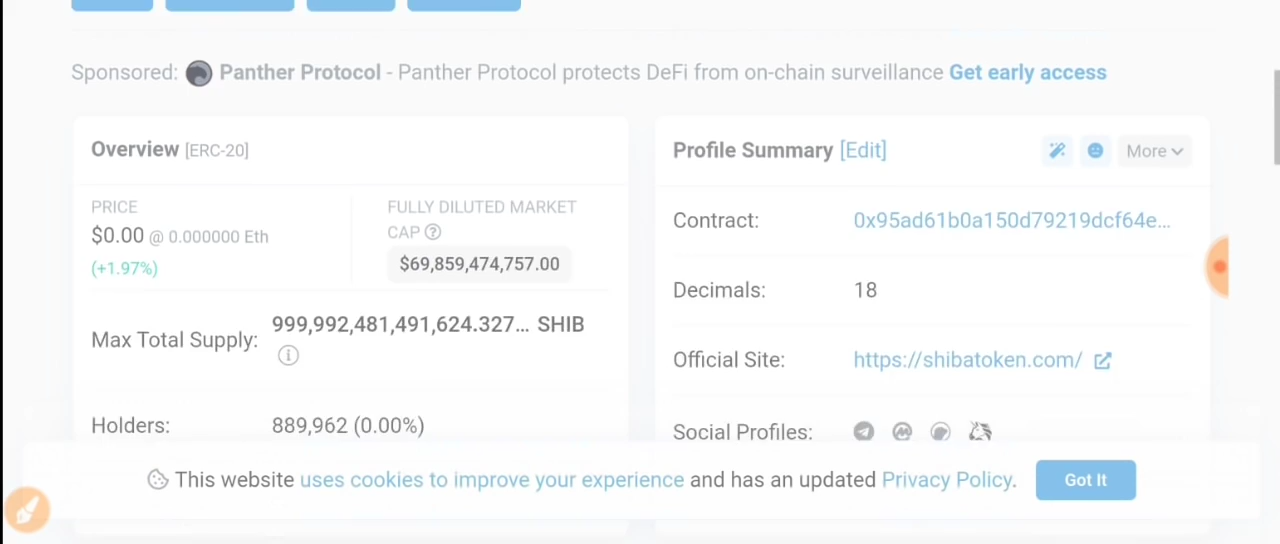 Sponsored: Panther Protocol - Panther Protocol protects DeFi from on-chain surveillance Get early access
Overview [ERC-20]
PRICE
$0.00 @ 0.000000 Eth
(+1.97%)
FULLY DILUTED MARKET
CAP
$69,859,474,757.00
Max Total Supply: 999,992,481,491,624.327... SHIB
Holders: 889,962 (0.00%)
Profile Summary [Edit]
More
Contract: 0x95ad61b0a150d79219dcf64e...
Decimals: 18
Official Site: https://shibatoken.com/
Social Profiles:
This website uses cookies to improve your experience and has an updated Privacy Policy.
Got It